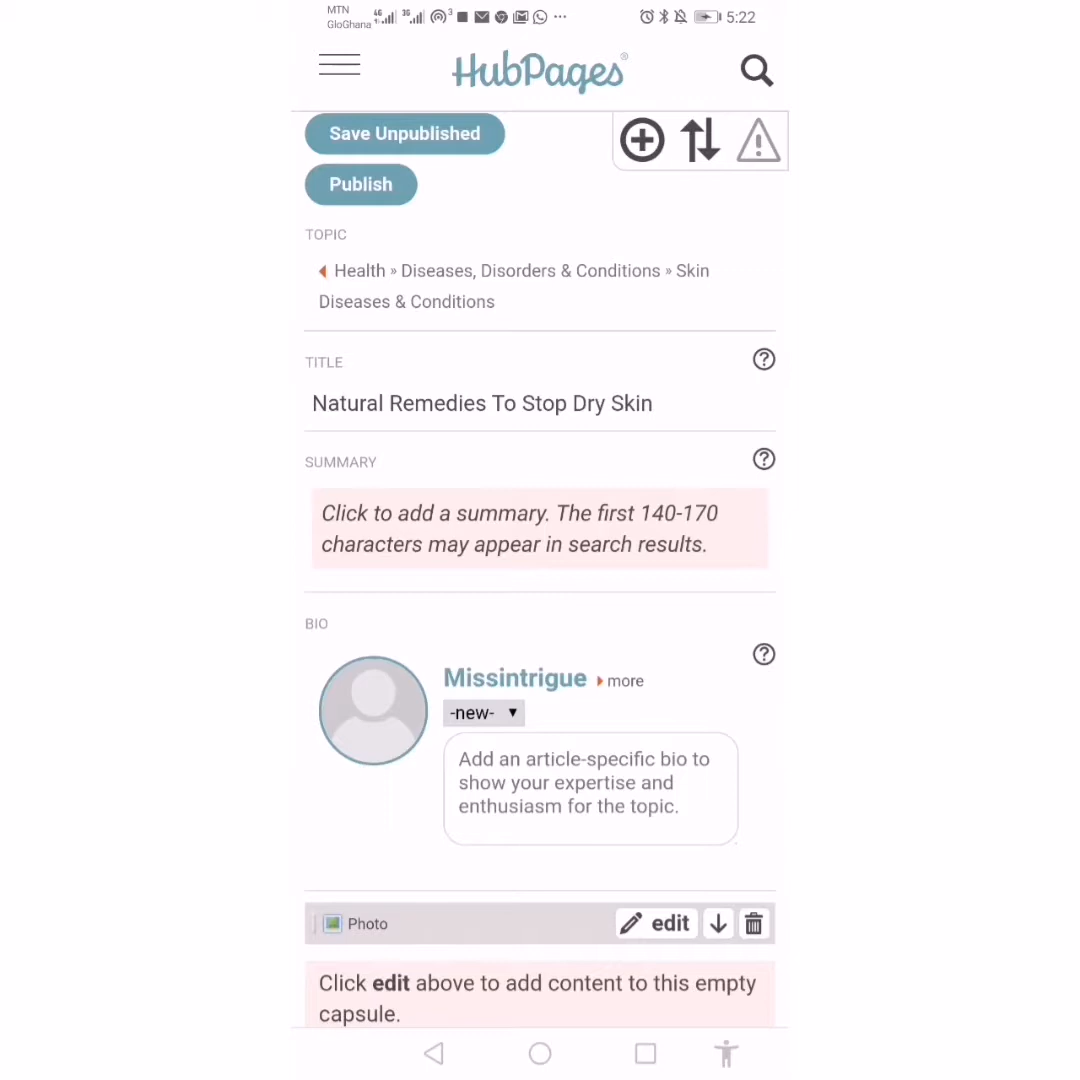 MTN
GloGhana
4G
3G
3
5:22
HubPages®
Save Unpublished
Publish
TOPIC
Health » Diseases, Disorders & Conditions » Skin
Diseases & Conditions
TITLE
Natural Remedies To Stop Dry Skin
SUMMARY
Click to add a summary. The first 140-170
characters may appear in search results.
BIO
Missintrigue more
-new-
Add an article-specific bio to
show your expertise and
enthusiasm for the topic.
Photo
edit
Click edit above to add content to this empty
capsule.